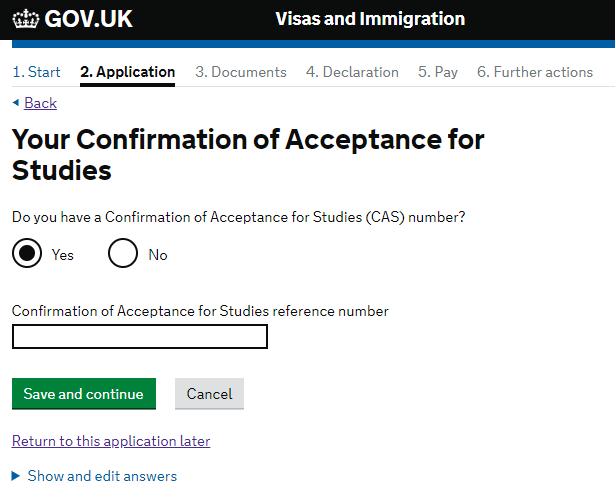 GOV.UK
Visas and Immigration
1. Start 2. Application 3. Documents 4. Declaration 5. Pay 6. Further actions
Back
Your Confirmation of Acceptance for
Studies
Do you have a Confirmation of Acceptance for Studies (CAS) number?
Yes No
Confirmation of Acceptance for Studies reference number
Save and continue Cancel
Return to this application later
Show and edit answers